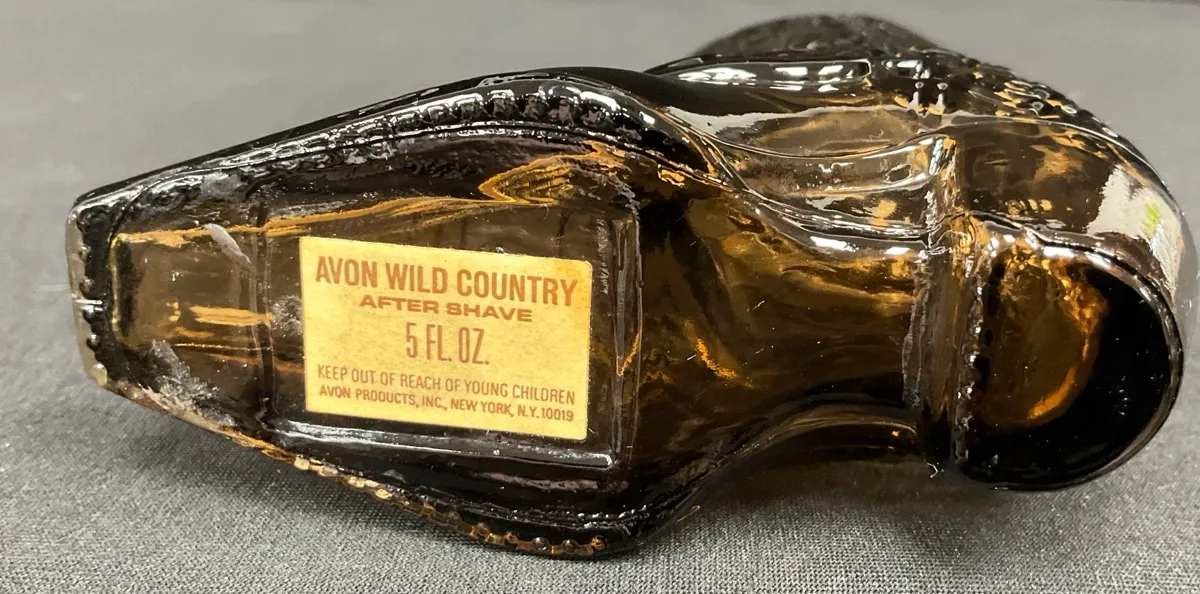 AVON WILD COUNTRY
AFTER SHAVE
5 FL. OZ.
KEEP OUT OF REACH OF YOUNG CHILDREN
AVON PRODUCTS, INC., NEW YORK, N.Y. 10019